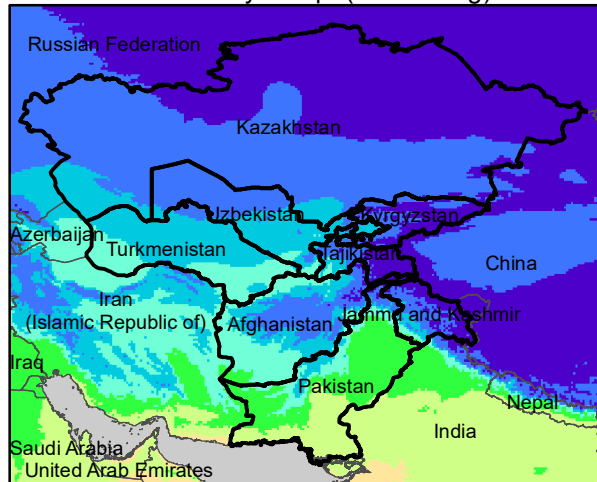 Russian Federation
Kazakhstan
Uzbekistan
Kyrgyzstan
Azerbaijan
Turkmenistan
Tajikistan
China
Iran
(Islamic Republic of)
Afghanistan
Jammu and Kashmir
Iraq
Pakistan
Nepal
India
Saudi Arabia
United Arab Emirates